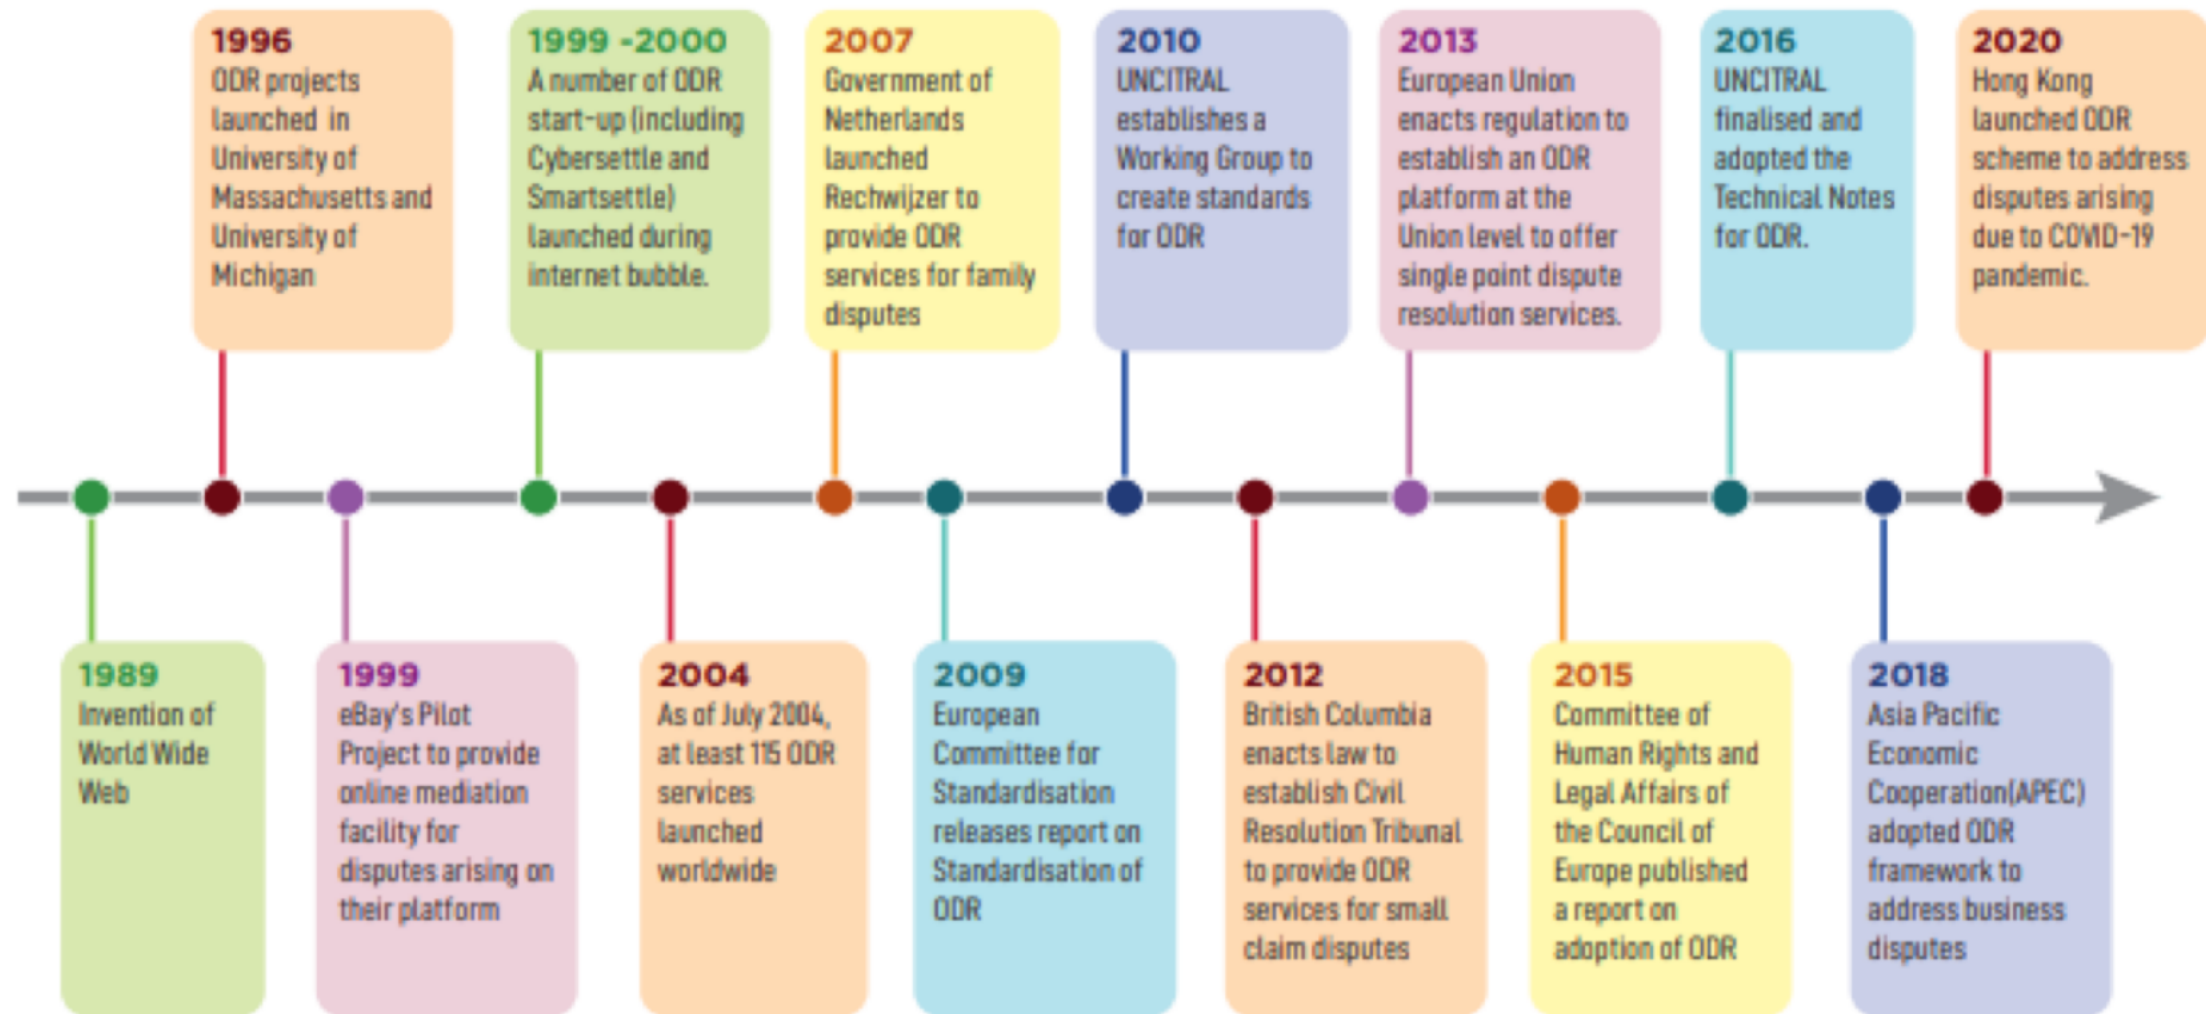 1996
ODR projects
launched in
University of
Massachusetts and
University of
Michigan
1999 -2000
A number of ODR
start-up (including
Cybersettle and
Smartsettle)
launched during
internet bubble.
2007
Government of
Netherlands
launched
Rechwijzer to
provide ODR
services for family
disputes
2010
UNCITRAL
establishes a
Working Group to
create standards
for ODR
2013
European Union
enacts regulation to
establish an ODR
platform at the
Union level to offer
single point dispute
resolution services.
2016
UNCITRAL
finalised and
adopted the
Technical Notes
for ODR.
2020
Hong Kong
launched ODR
scheme to address
disputes arising
due to COVID-19
pandemic.
1989
Invention of
World Wide
Web
1999
eBay's Pilot
Project to provide
online mediation
facility for
disputes arising on
their platform
2004
As of July 2004,
at least 115 ODR
services
launched
worldwide
2009
European
Committee for
Standardisation
releases report on
Standardisation of
ODR
2012
British Columbia
enacts law to
establish Civil
Resolution Tribunal
to provide ODR
services for small
claim disputes
2015
Committee of
Human Rights and
Legal Affairs of
the Council of
Europe published
a report on
adoption of ODR
2018
Asia Pacific
Economic
Cooperation(APEC)
adopted ODR
framework to
address business
disputes